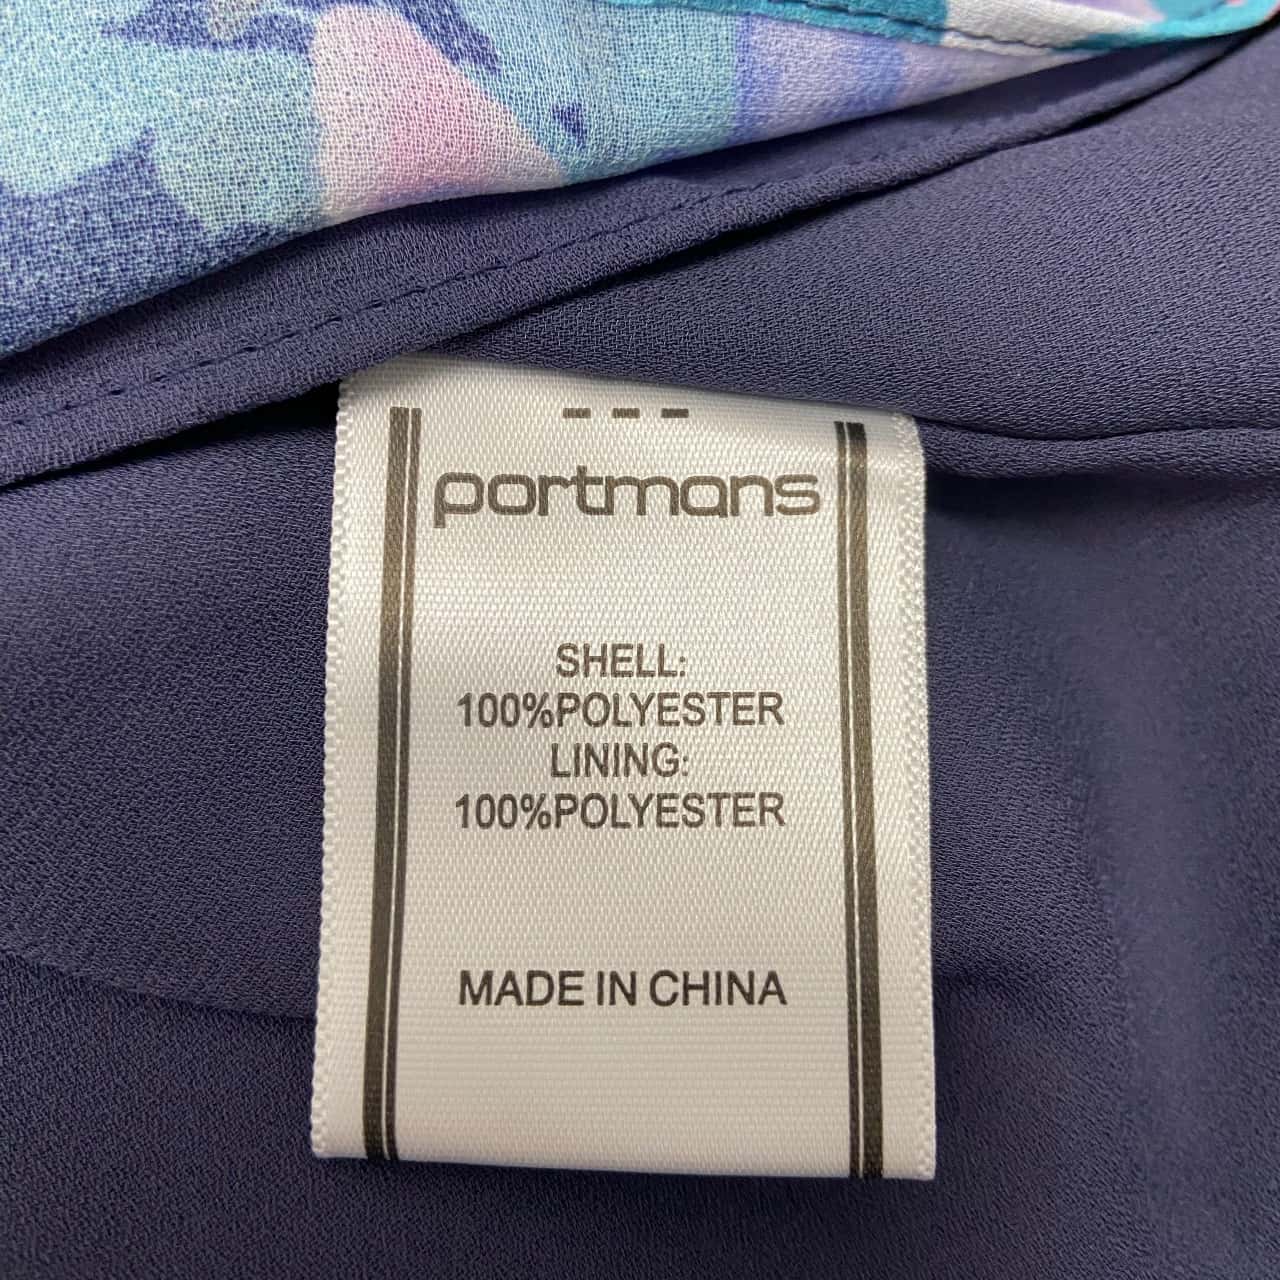 portmans
SHELL:
100%POLYESTER
LINING:
100%POLYESTER
MADE IN CHINA